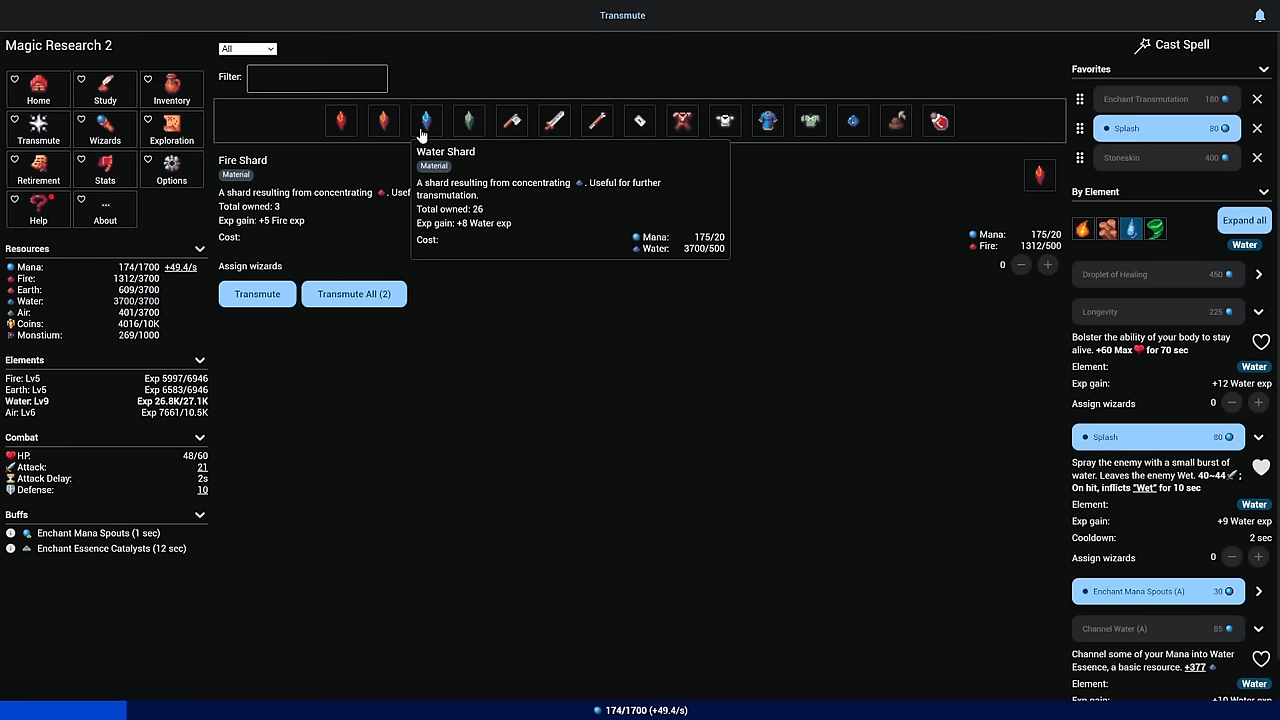 Transmute
Magic Research 2
Home
Study
Inventory
Transmute
Wizards
Exploration
Retirement
Stats
Options
Help
About
Resources
Mana: 174/1700 +49.4/s
Fire: 1312/3700
Earth: 609/3700
Water: 3700/3700
Air: 401/3700
Coins: 4016/10K
Monstium: 269/1000
Elements
Fire: Lv5 Exp 5997/6946
Earth: Lv5 Exp 6583/6946
Water: Lv9 Exp 26.8K/27.1K
Air: Lv6 Exp 7661/10.5K
Combat
HP: 48/60
Attack: 21
Attack Delay: 2s
Defense: 10
Buffs
Enchant Mana Spouts (1 sec)
Enchant Essence Catalysts (12 sec)
All
Filter:
Fire Shard
Material
A shard resulting from concentrating . Usef
Total owned: 3
Exp gain: +5 Fire exp
Cost:
Mana: 175/20
Fire: 1312/500
Assign wizards
0 − +
Transmute
Transmute All (2)
Water Shard
Material
A shard resulting from concentrating . Useful for further
transmutation.
Total owned: 26
Exp gain: +8 Water exp
Cost:
Mana: 175/20
Water: 3700/500
Cast Spell
Favorites
Enchant Transmutation 180
Splash 80
Stoneskin 400
By Element
Expand all
Water
Droplet of Healing 450
Longevity 225
Bolster the ability of your body to stay
alive. +60 Max for 70 sec
Element: Water
Exp gain: +12 Water exp
Assign wizards 0 − +
Splash 80
Spray the enemy with a small burst of
water. Leaves the enemy Wet. 40~44 ;
On hit, inflicts "Wet" for 10 sec
Element: Water
Exp gain: +9 Water exp
Cooldown: 2 sec
Assign wizards 0 − +
Enchant Mana Spouts (A) 30
Channel Water (A) 85
Channel some of your Mana into Water
Essence, a basic resource. +377
Element: Water
Exp gain: +10 Water exp
174/1700 (+49.4/s)